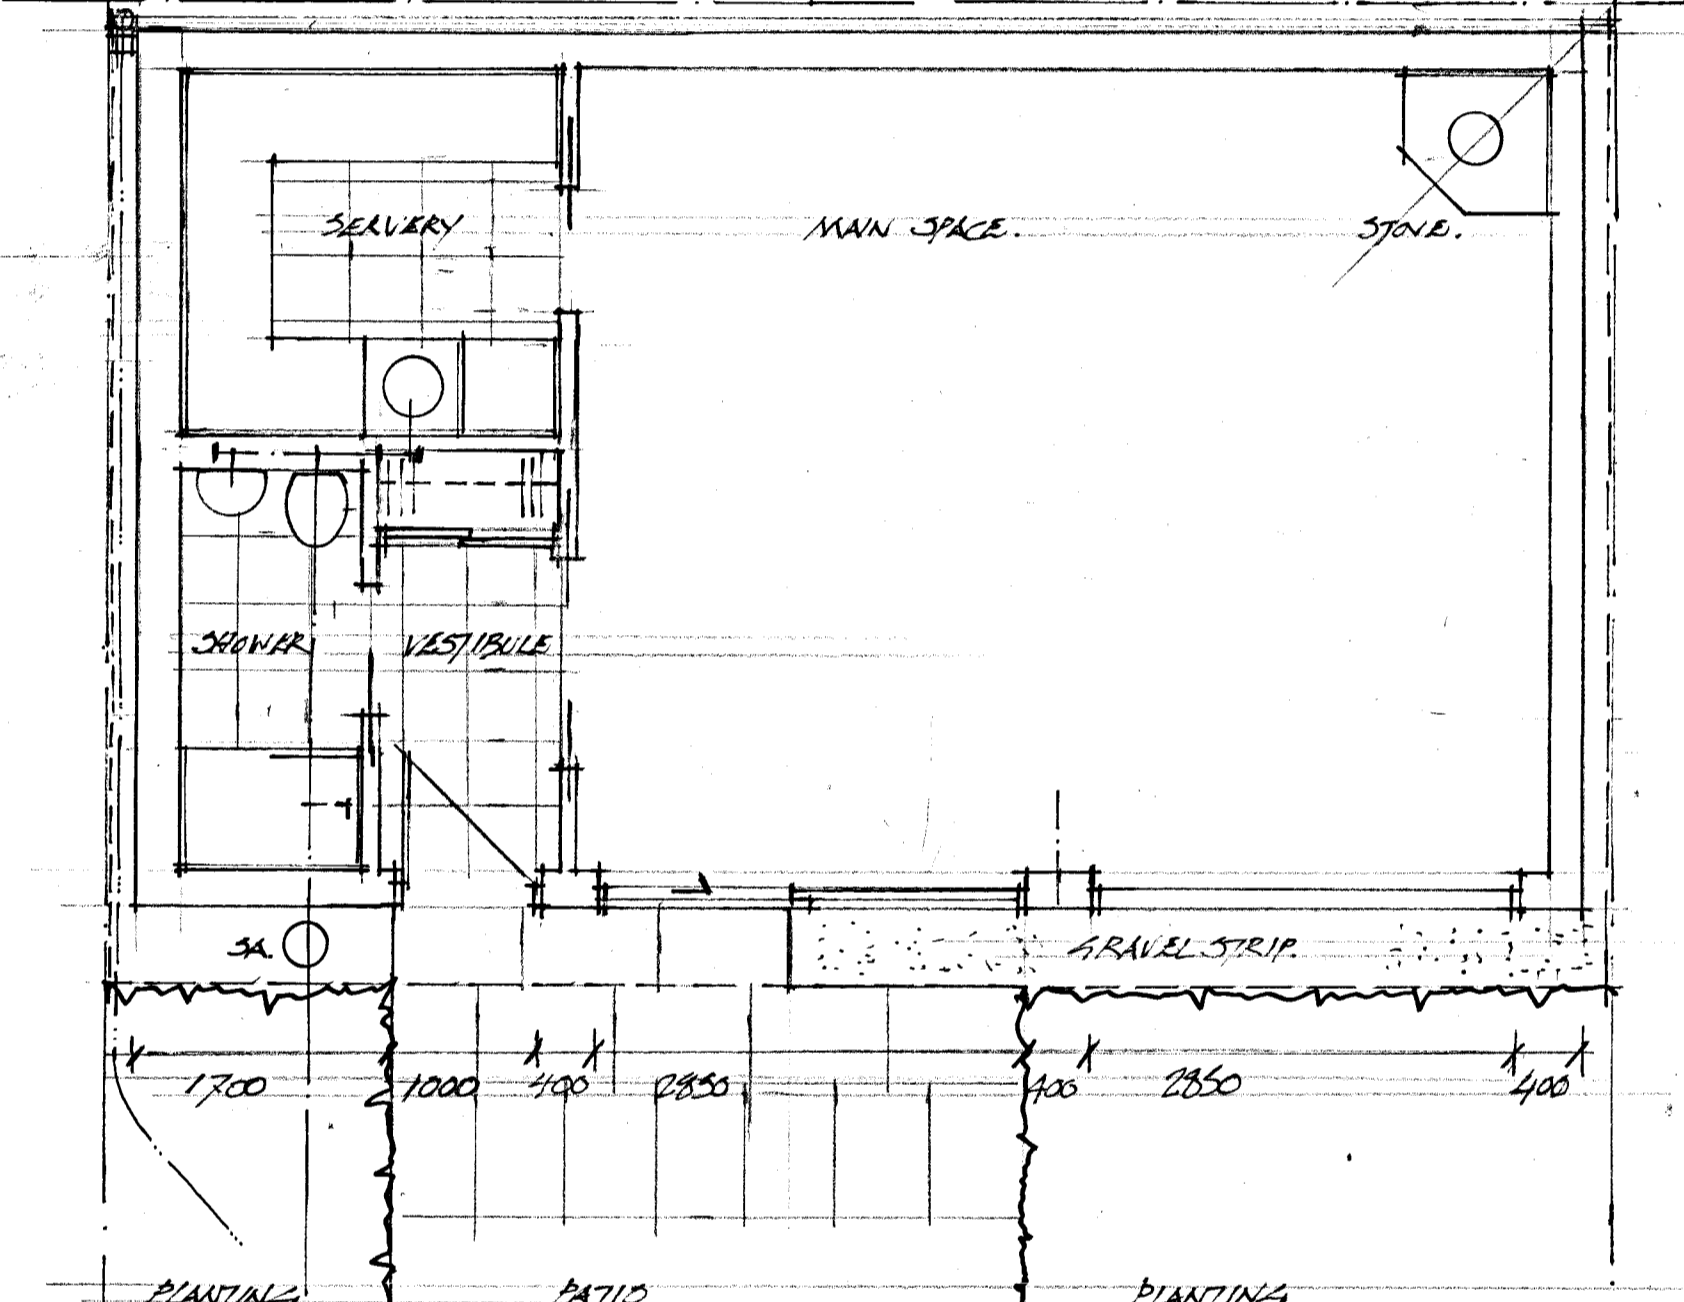 SERVERY
MAIN SPACE.
STOVE.
SHOWER
VESTIBULE
SA.
GRAVEL STRIP.
1700
1000
400
2850
400
2850
400
PLANTING
PATIO
PLANTING